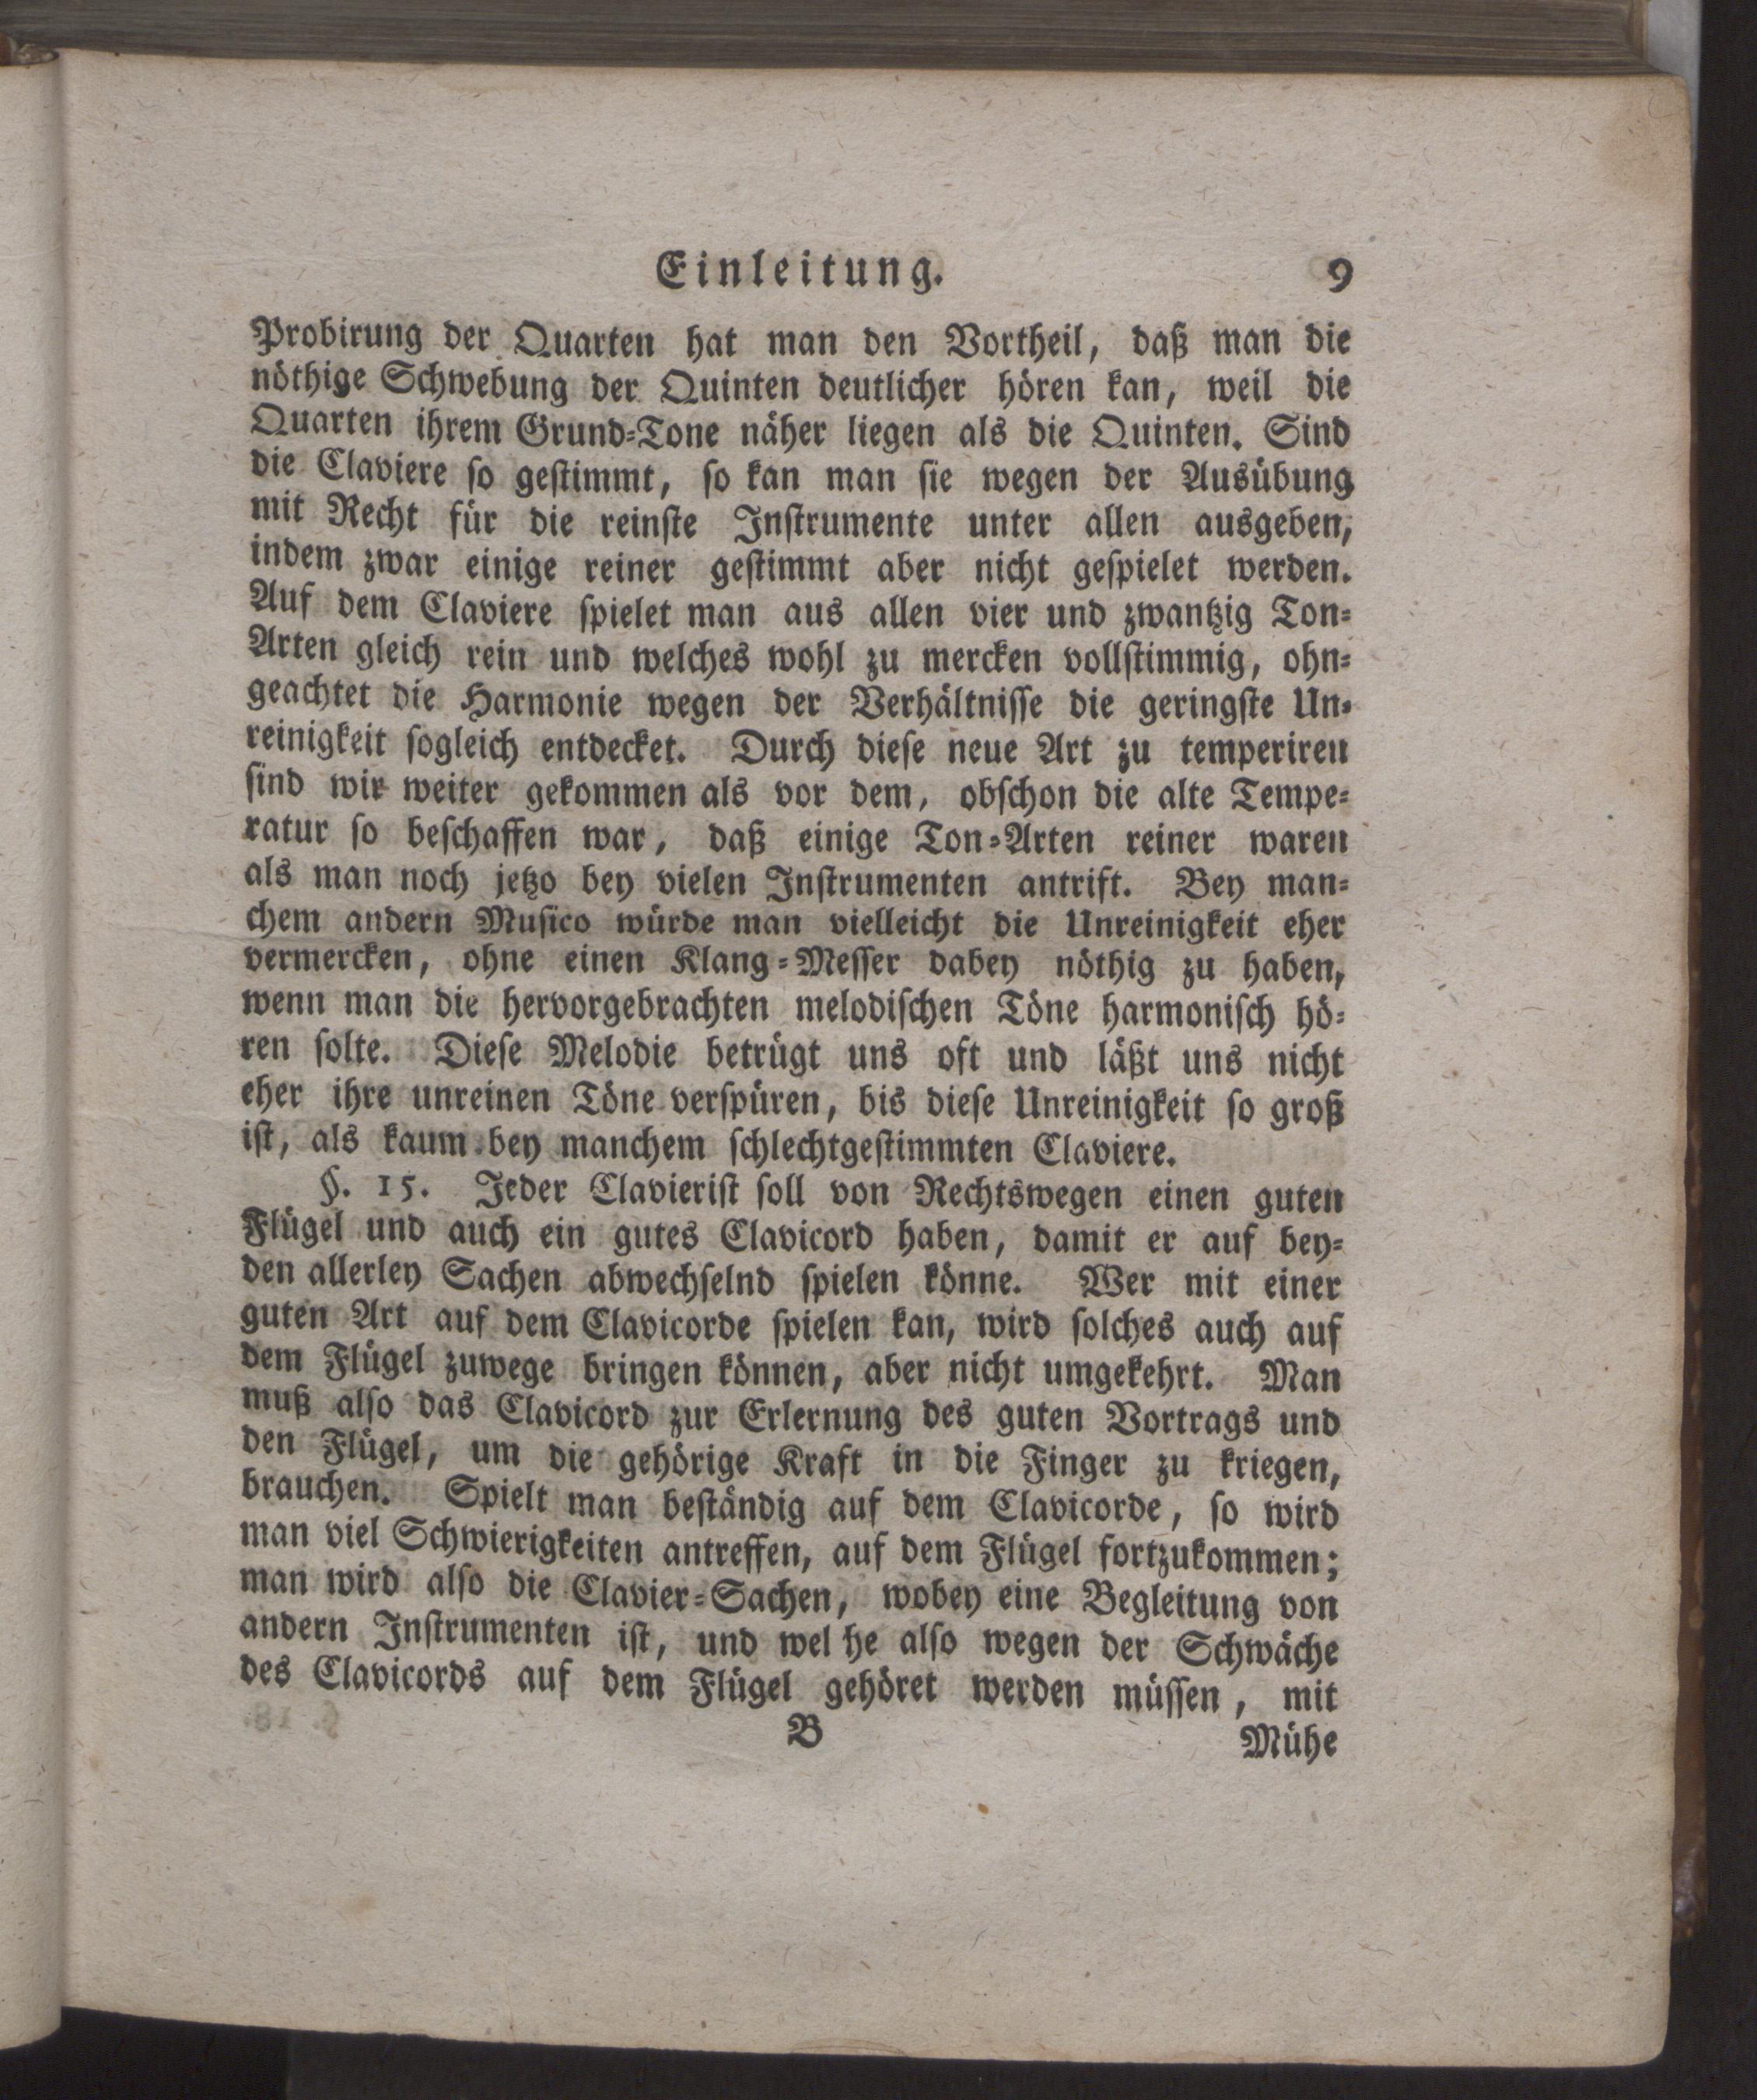 Einleitung. 9
Probirung der Quarten hat man den Vortheil, daß man die
nöthige Schwebung der Quinten deutlicher hören kan, weil die
Quarten ihrem Grund-Tone näher liegen als die Quinten. Sind
die Claviere so gestimmt, so kan man sie wegen der Ausübung
mit Recht für die reinste Instrumente unter allen ausgeben,
indem zwar einige reiner gestimmt aber nicht gespielet werden.
Auf dem Claviere spielet man aus allen vier und zwantzig Ton-
Arten gleich rein und welches wohl zu mercken vollstimmig, ohn-
geachtet die Harmonie wegen der Verhältnisse die geringste Un-
reinigkeit sogleich entdecket. Durch diese neue Art zu temperiren
sind wir weiter gekommen als vor dem, obschon die alte Tempe-
ratur so beschaffen war, daß einige Ton-Arten reiner waren
als man noch jetzo bey vielen Instrumenten antrift. Bey man-
chem andern Musico würde man vielleicht die Unreinigkeit eher
vermercken, ohne einen Klang-Messer dabey nöthig zu haben,
wenn man die hervorgebrachten melodischen Töne harmonisch hö-
ren solte. Diese Melodie betrügt uns oft und läßt uns nicht
eher ihre unreinen Töne verspüren, bis diese Unreinigkeit so groß
ist, als kaum bey manchem schlechtgestimmten Claviere.
§. 15. Jeder Clavierist soll von Rechtswegen einen guten
Flügel und auch ein gutes Clavicord haben, damit er auf bey-
den allerley Sachen abwechselnd spielen könne. Wer mit einer
guten Art auf dem Clavicorde spielen kan, wird solches auch auf
dem Flügel zuwege bringen können, aber nicht umgekehrt. Man
muß also das Clavicord zur Erlernung des guten Vortrags und
den Flügel, um die gehörige Kraft in die Finger zu kriegen,
brauchen. Spielt man beständig auf dem Clavicorde, so wird
man viel Schwierigkeiten antreffen, auf dem Flügel fortzukommen;
man wird also die Clavier-Sachen, wobey eine Begleitung von
andern Instrumenten ist, und wel he also wegen der Schwäche
des Clavicords auf dem Flügel gehöret werden müssen, mit
B Mühe